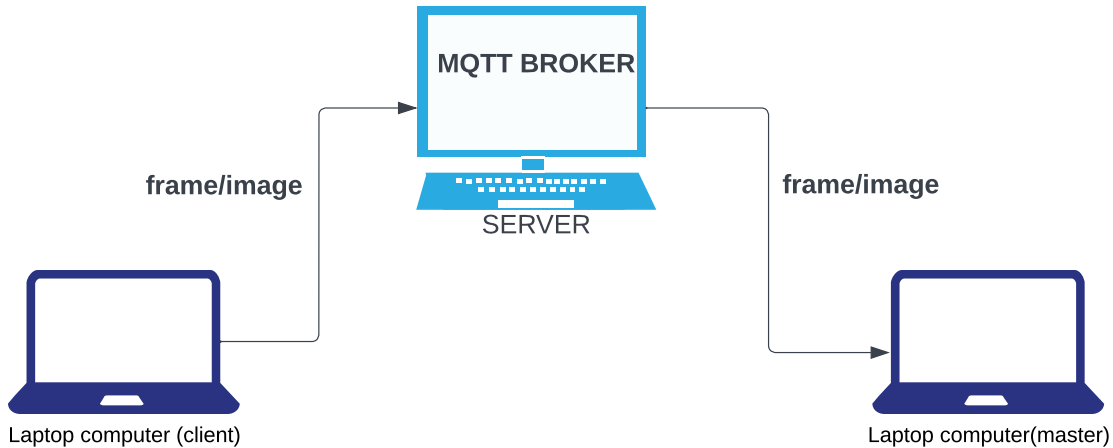 MQTT BROKER
frame/image
frame/image
SERVER
Laptop computer (client)
Laptop computer(master)